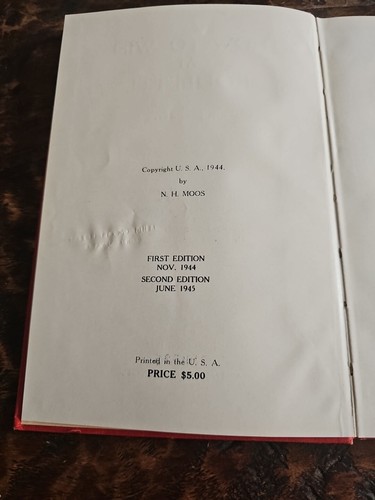 Copyright U. S. A., 1944.
by
N. H. MOOS
FIRST EDITION
NOV. 1944
SECOND EDITION
JUNE 1945
Printed in the U. S. A.
PRICE $5.00